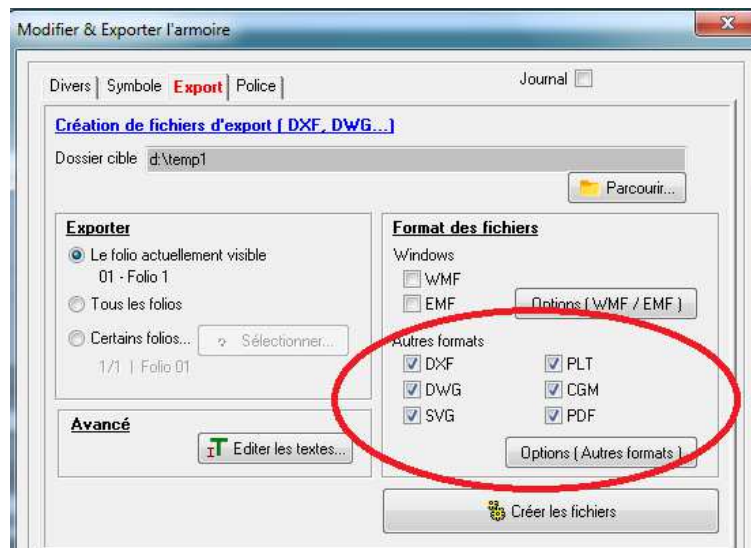 Modifier & Exporter l'armoire
Divers Symbole Export Police
Journal
Création de fichiers d'export ( DXF, DWG...)
Dossier cible d:\temp1
Parcourir...
Exporter
Le folio actuellement visible
01 - Folio 1
Tous les folios
Certains folios... Sélectionner...
1/1 | Folio 01
Avancé
Editer les textes...
Format des fichiers
Windows
WMF
EMF
Options ( WMF / EMF )
Autres formats
DXF PLT
DWG CGM
SVG PDF
Options ( Autres formats )
Créer les fichiers